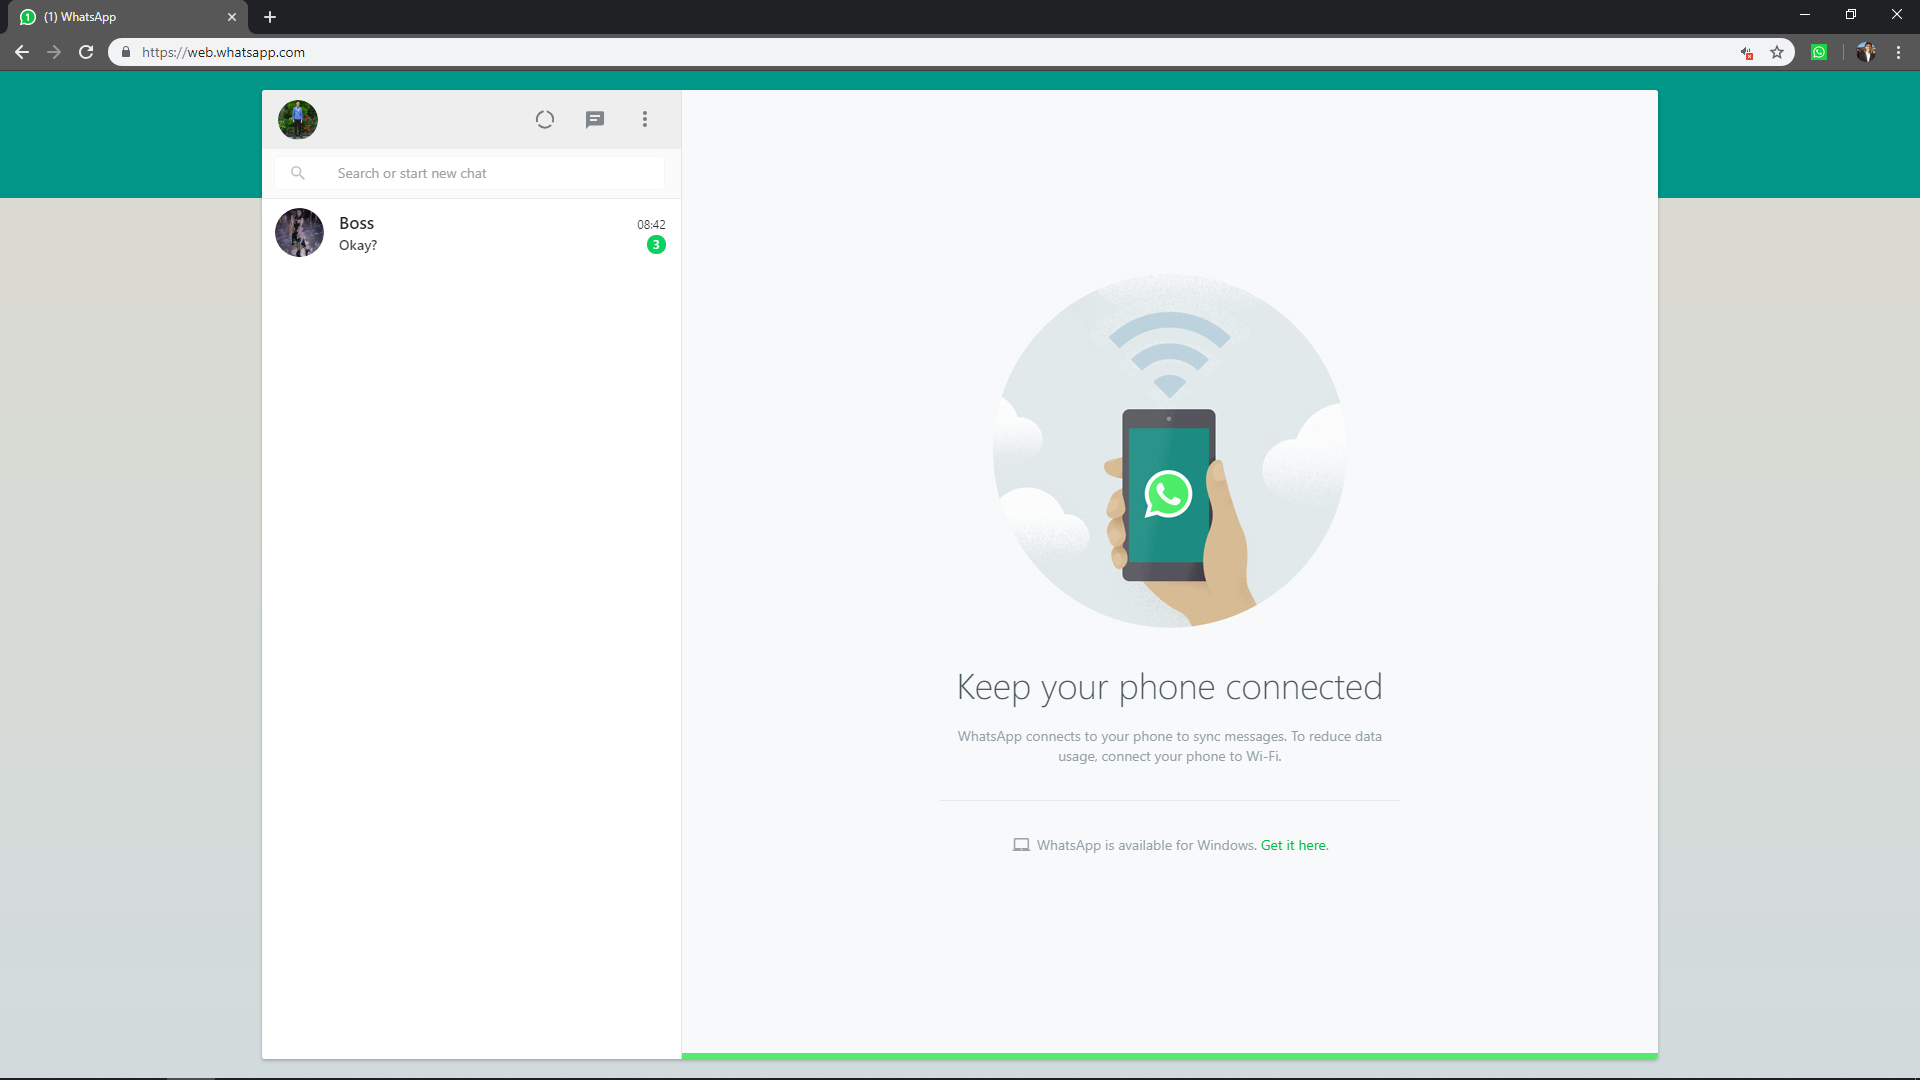 1
(1) WhatsApp
https://web.whatsapp.com
Search or start new chat
Boss
08:42
Okay?
3
Keep your phone connected
WhatsApp connects to your phone to sync messages. To reduce data
usage, connect your phone to Wi-Fi.
WhatsApp is available for Windows. Get it here.